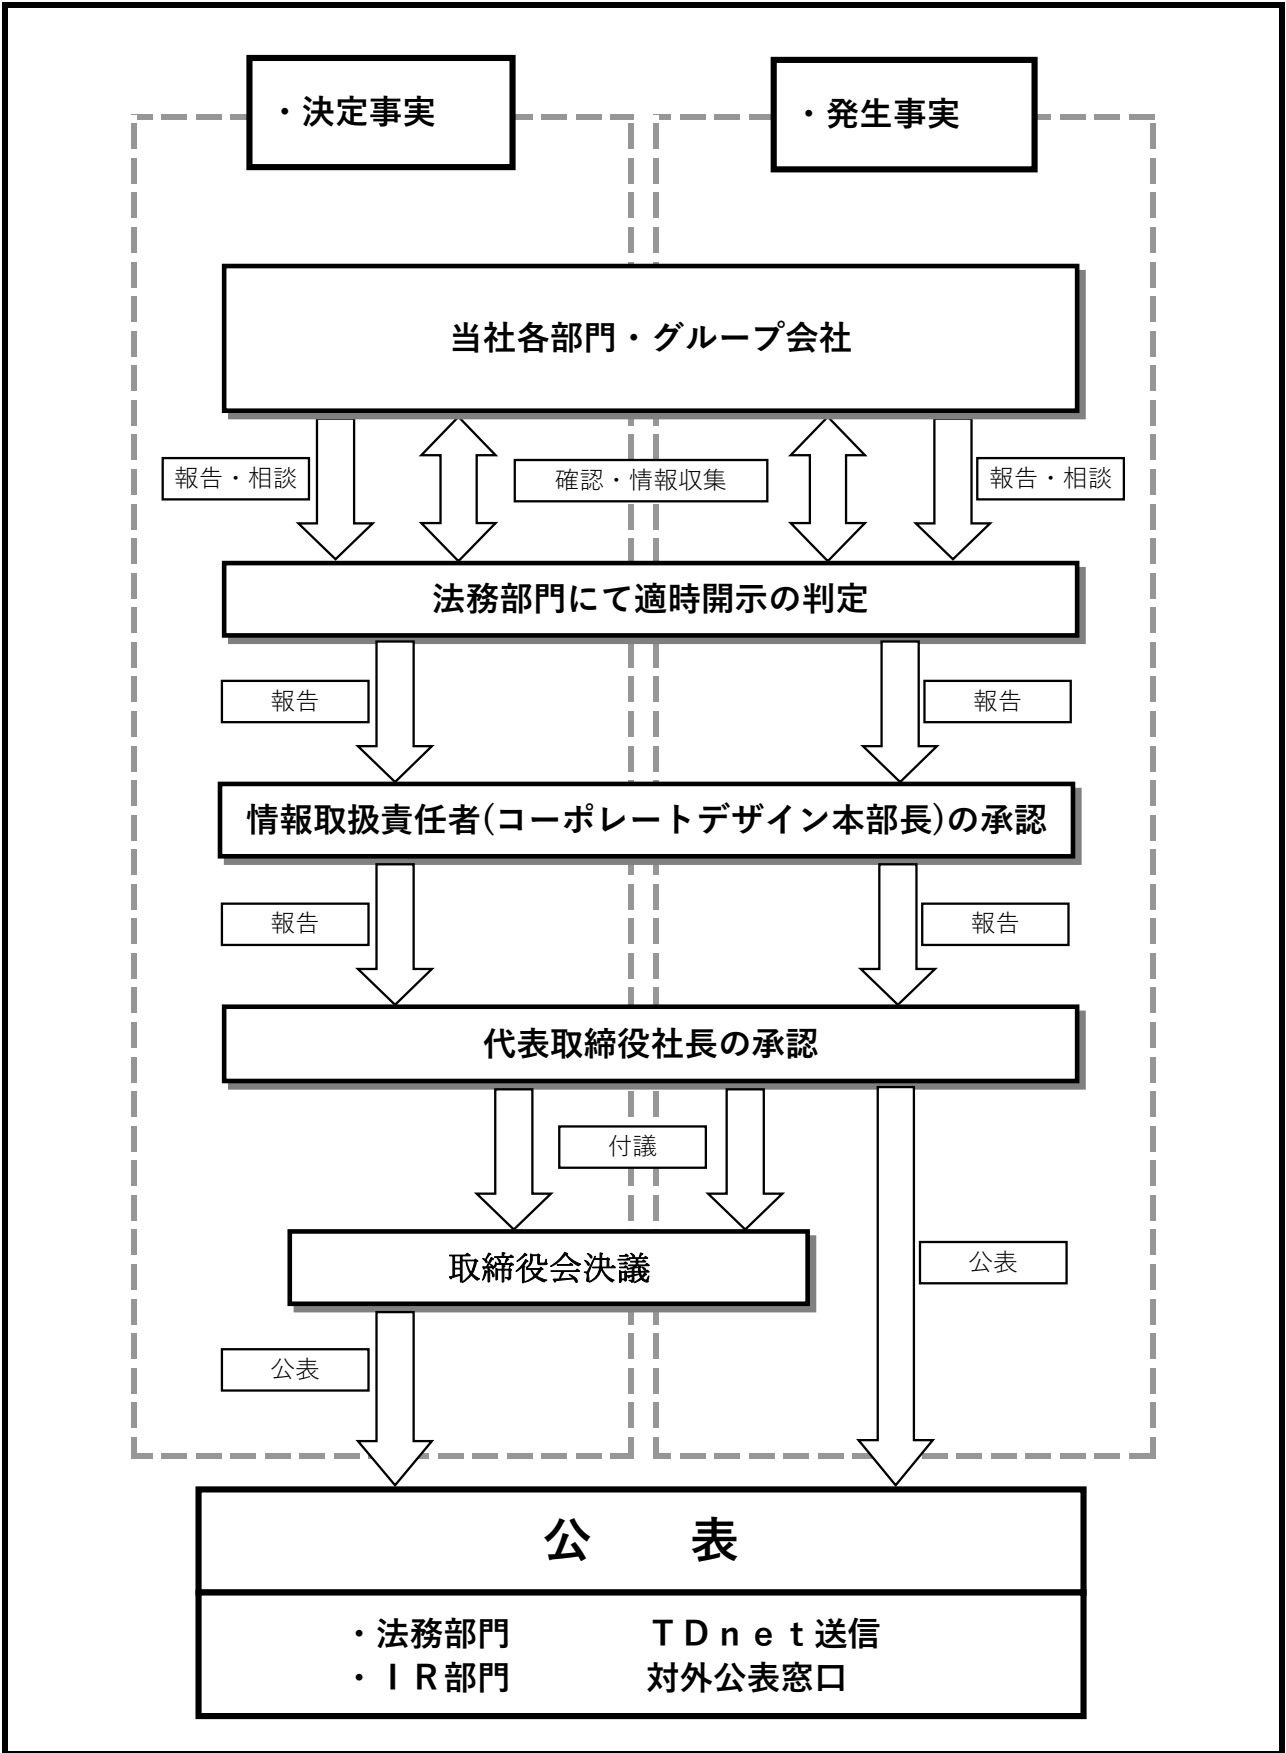 ・決定事実
・発生事実
当社各部門・グループ会社
報告・相談
確認・情報収集
報告・相談
法務部門にて適時開示の判定
報告
報告
情報取扱責任者(コーポレートデザイン本部長)の承認
報告
報告
代表取締役社長の承認
付議
取締役会決議
公表
公表
公　　表
・法務部門　　　　ＴＤｎｅｔ送信
・ＩＲ部門　　　　対外公表窓口